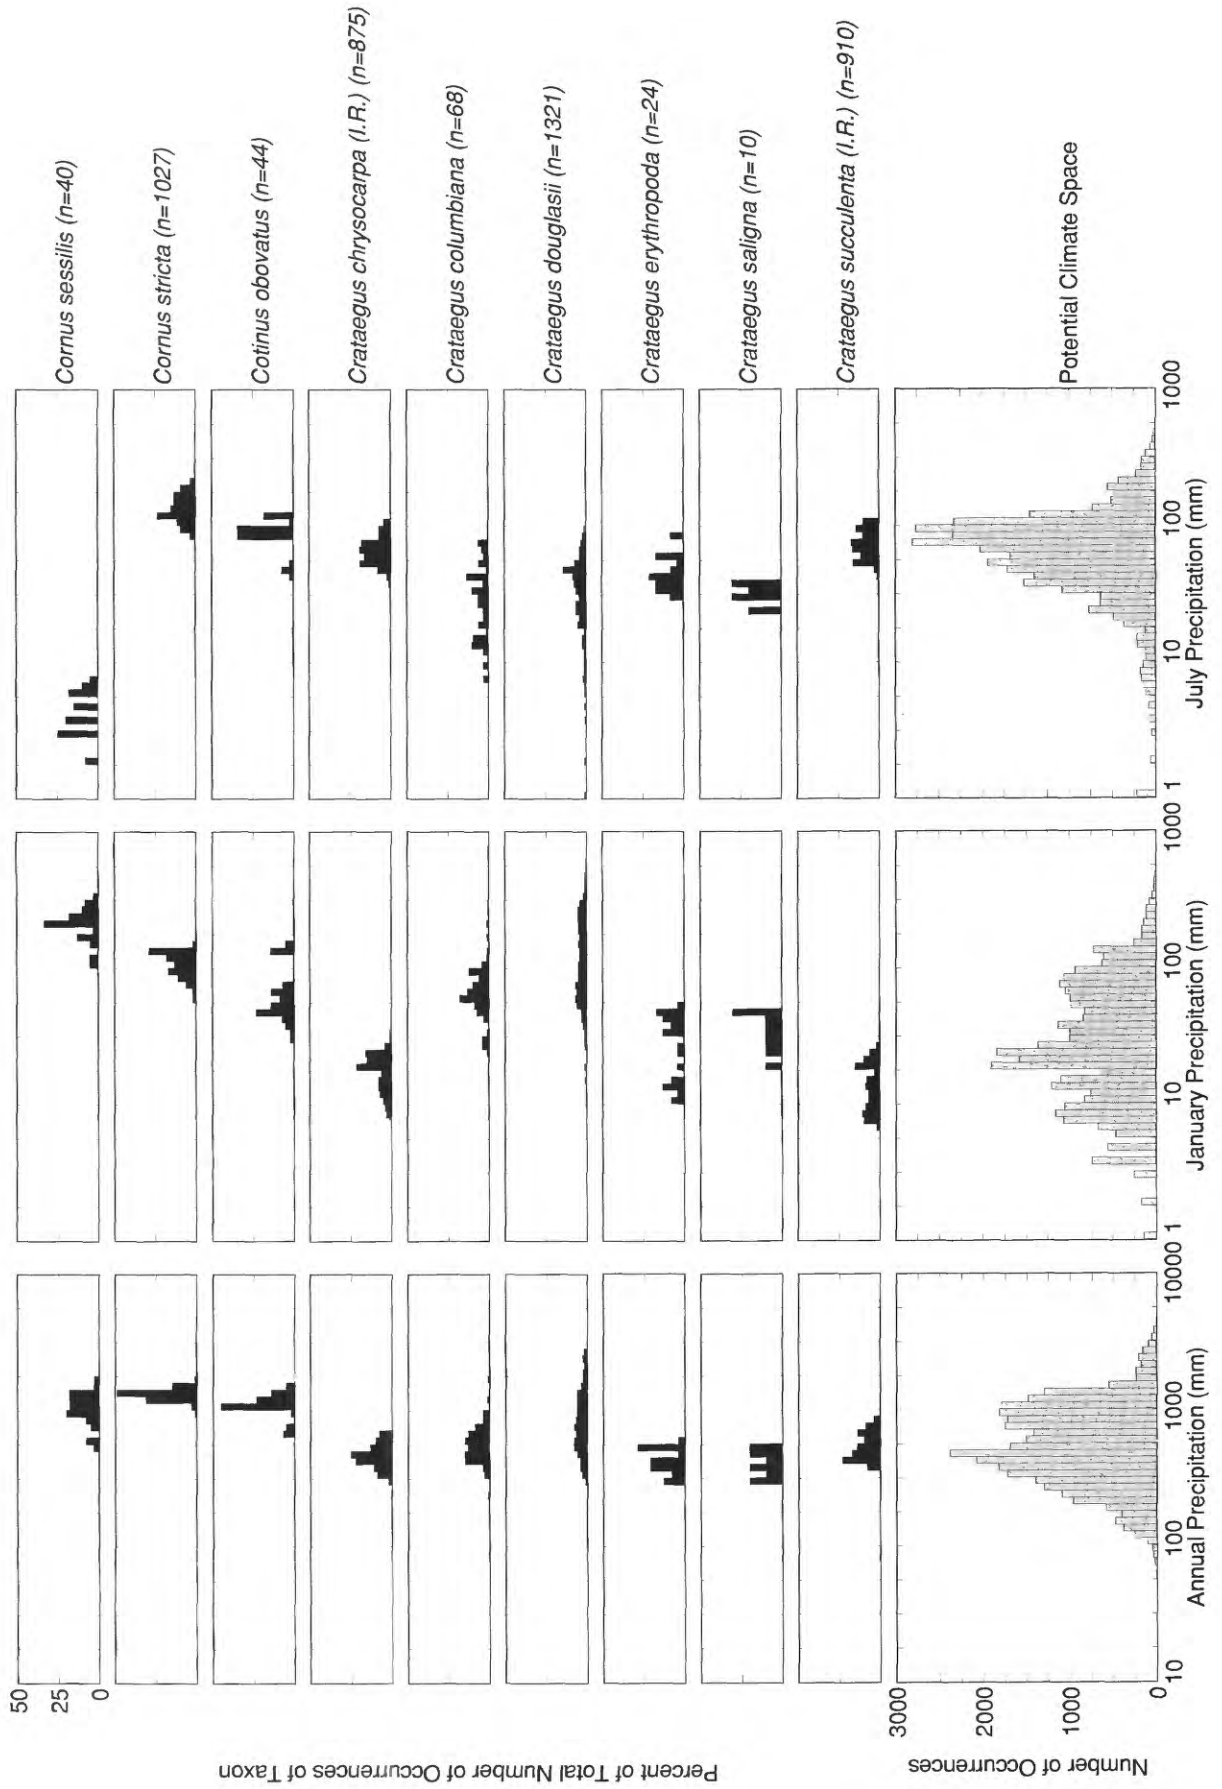 Cornus sessilis (n=40)
Cornus stricta (n=1027)
Cotinus obovatus (n=44)
Crataegus chrysocarpa (I.R.) (n=875)
Crataegus columbiana (n=68)
Crataegus douglasii (n=1321)
Crataegus erythropoda (n=24)
Crataegus saligna (n=10)
Crataegus succulenta (I.R.) (n=910)
Potential Climate Space
50
25
0
Percent of Total Number of Occurrences of Taxon
3000
2000
1000
0
Number of Occurrences
10 100 1000 10000
Annual Precipitation (mm)
1 10 100 1000
January Precipitation (mm)
1 10 100 1000
July Precipitation (mm)